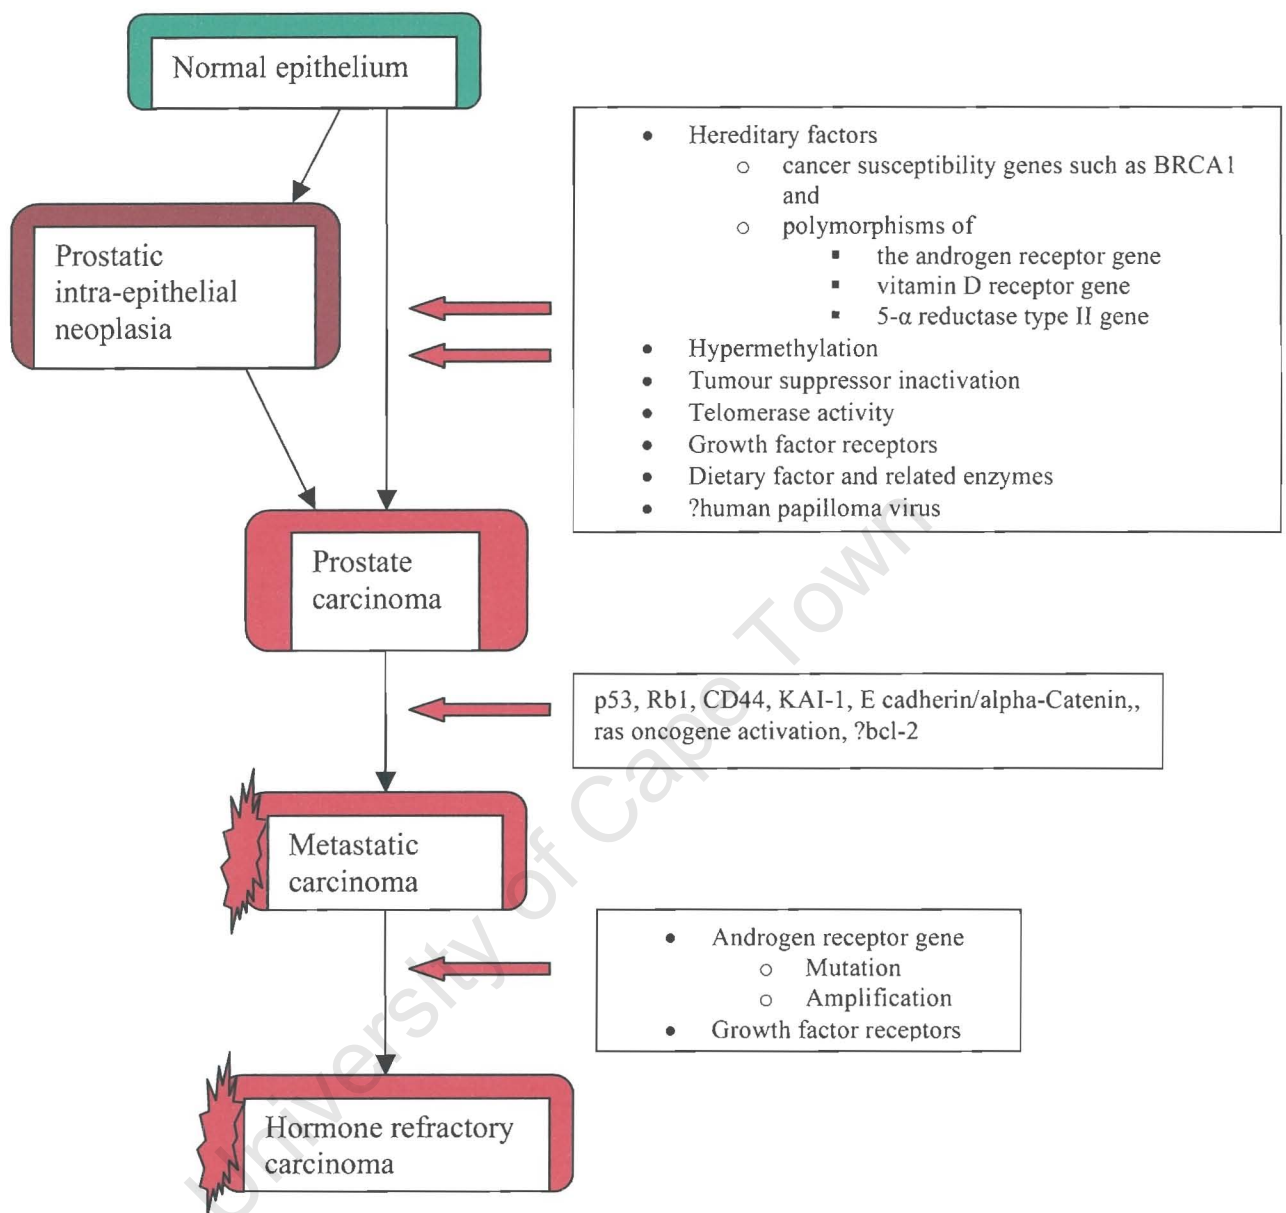 Normal epithelium
Prostatic
intra-epithelial
neoplasia
• Hereditary factors
o cancer susceptibility genes such as BRCA1
and
o polymorphisms of
▪ the androgen receptor gene
▪ vitamin D receptor gene
▪ 5-α reductase type II gene
• Hypermethylation
• Tumour suppressor inactivation
• Telomerase activity
• Growth factor receptors
• Dietary factor and related enzymes
• ?human papilloma virus
Prostate
carcinoma
p53, Rb1, CD44, KAI-1, E cadherin/alpha-Catenin,,
ras oncogene activation, ?bcl-2
Metastatic
carcinoma
• Androgen receptor gene
o Mutation
o Amplification
• Growth factor receptors
Hormone refractory
carcinoma
University of Cape Town